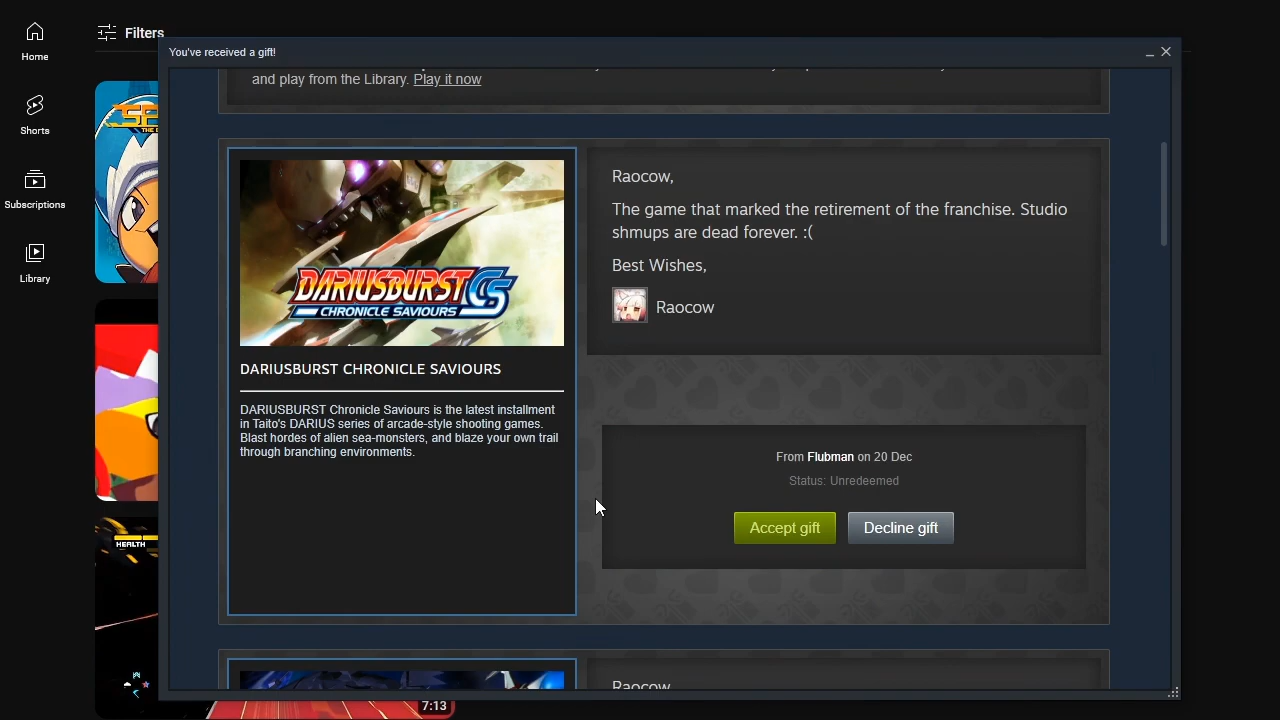 Home
Shorts
Subscriptions
Library
Filters
You've received a gift!
and play from the Library. Play it now
DARIUSBURST CS
CHRONICLE SAVIOURS
DARIUSBURST CHRONICLE SAVIOURS
DARIUSBURST Chronicle Saviours is the latest installment
in Taito's DARIUS series of arcade-style shooting games.
Blast hordes of alien sea-monsters, and blaze your own trail
through branching environments.
Raocow,
The game that marked the retirement of the franchise. Studio
shmups are dead forever. :(
Best Wishes,
Raocow
From Flubman on 20 Dec
Status: Unredeemed
Accept gift
Decline gift
Raocow
HEALTH
7:13